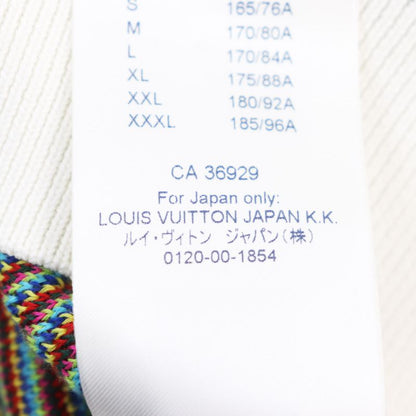 S 165/76A
M 170/80A
L 170/84A
XL 175/88A
XXL 180/92A
XXXL 185/96A
CA 36929
For Japan only:
LOUIS VUITTON JAPAN K.K.
ルイ・ヴィトン ジャパン(株)
0120-00-1854